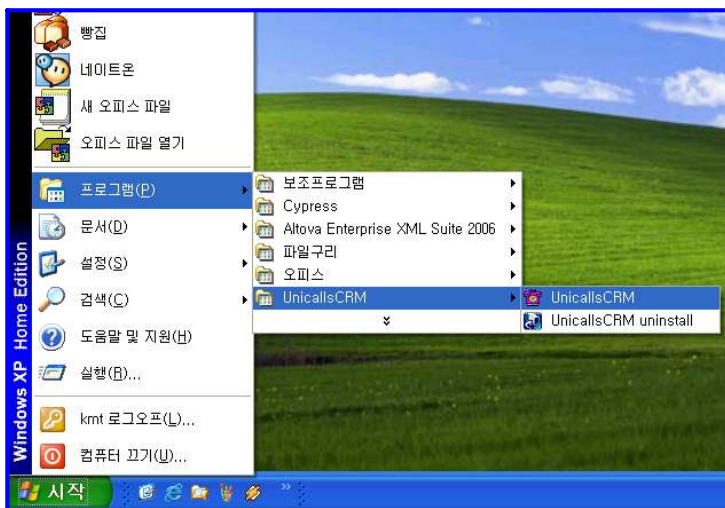 빵집
네이트온
새 오피스 파일
오피스 파일 열기
프로그램(P)
문서(D)
설정(S)
검색(C)
도움말 및 지원(H)
실행(R)...
kmt 로그오프(L)...
컴퓨터 끄기(U)...
Windows XP Home Edition
보조프로그램
Cypress
Altova Enterprise XML Suite 2006
파일구리
오피스
UnicallsCRM
UnicallsCRM
UnicallsCRM uninstall
시작